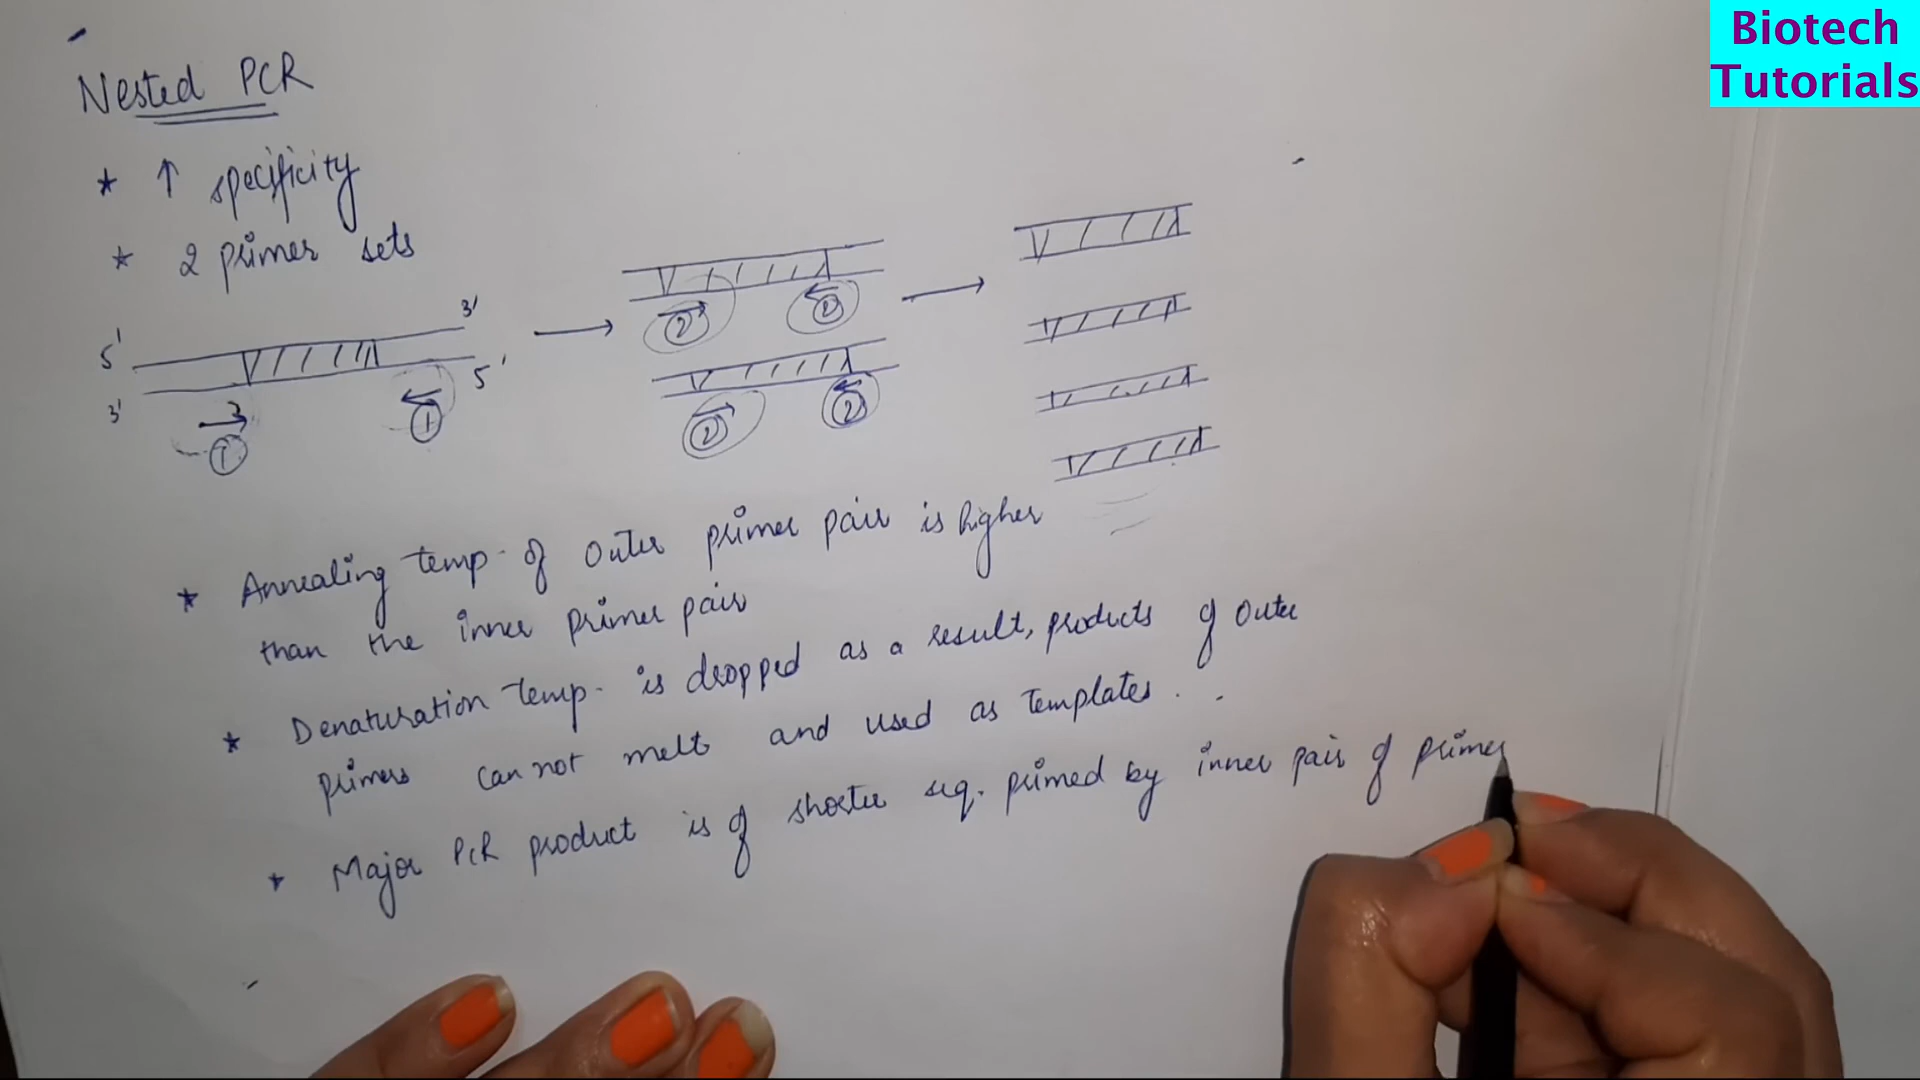 Biotech
Tutorials
Nested PCR
* ↑ specificity
* 2 primer sets
5' 3'
3' 5'
1 1
2 2
2 2
* Annealing temp. of outer primer pair is higher
than the inner primer pair
* Denaturation temp. is dropped as a result, products of outer
primers can not melt and used as templates.
* Major PCR product is of shorter seq. primed by inner pair of primer